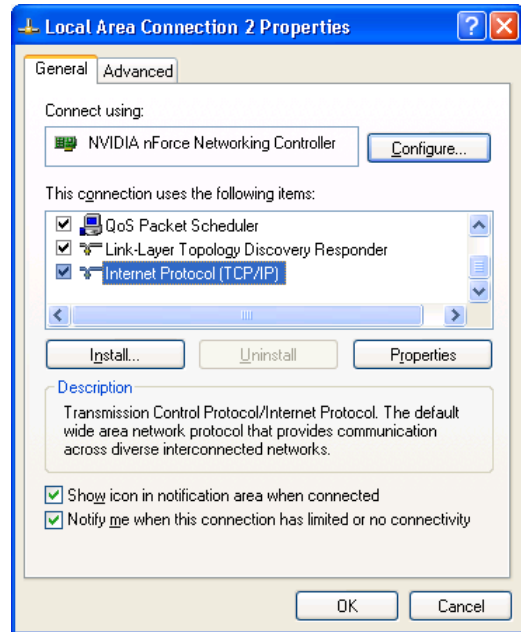 Local Area Connection 2 Properties
General Advanced
Connect using:
NVIDIA nForce Networking Controller Configure...
This connection uses the following items:
QoS Packet Scheduler
Link-Layer Topology Discovery Responder
Internet Protocol (TCP/IP)
Install... Uninstall Properties
Description
Transmission Control Protocol/Internet Protocol. The default
wide area network protocol that provides communication
across diverse interconnected networks.
Show icon in notification area when connected
Notify me when this connection has limited or no connectivity
OK Cancel